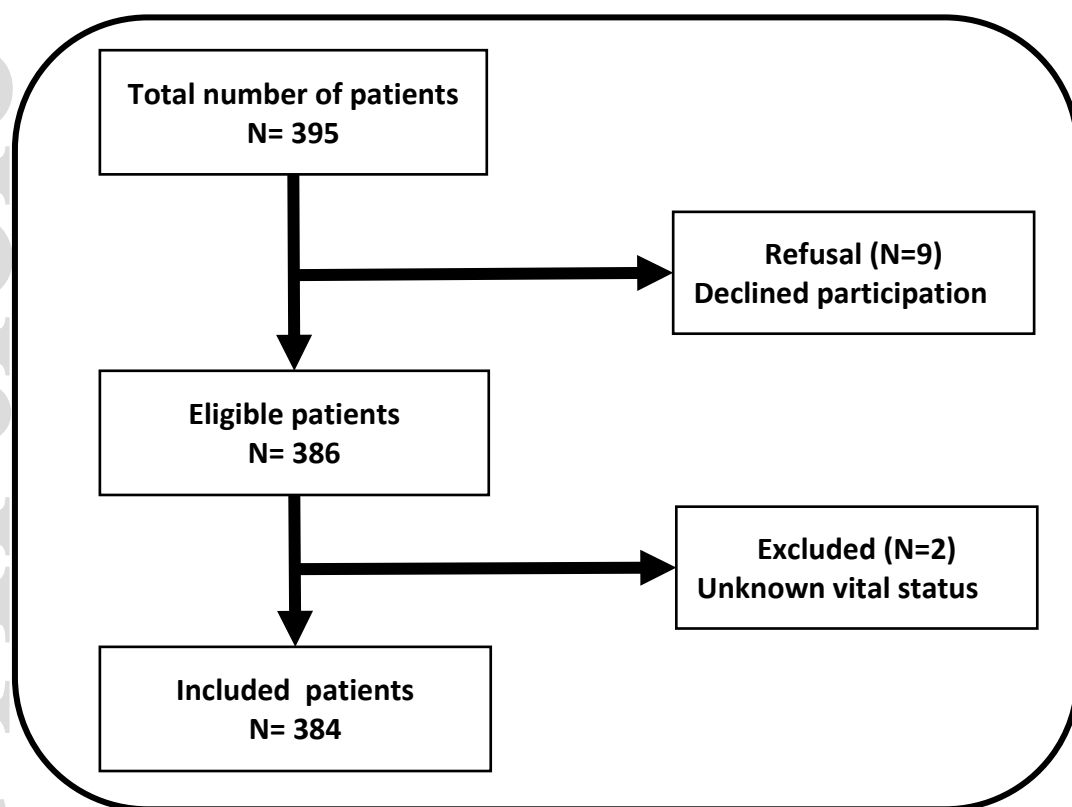 Total number of patients
N= 395
Refusal (N=9)
Declined participation
Eligible patients
N= 386
Excluded (N=2)
Unknown vital status
Included  patients
N= 384